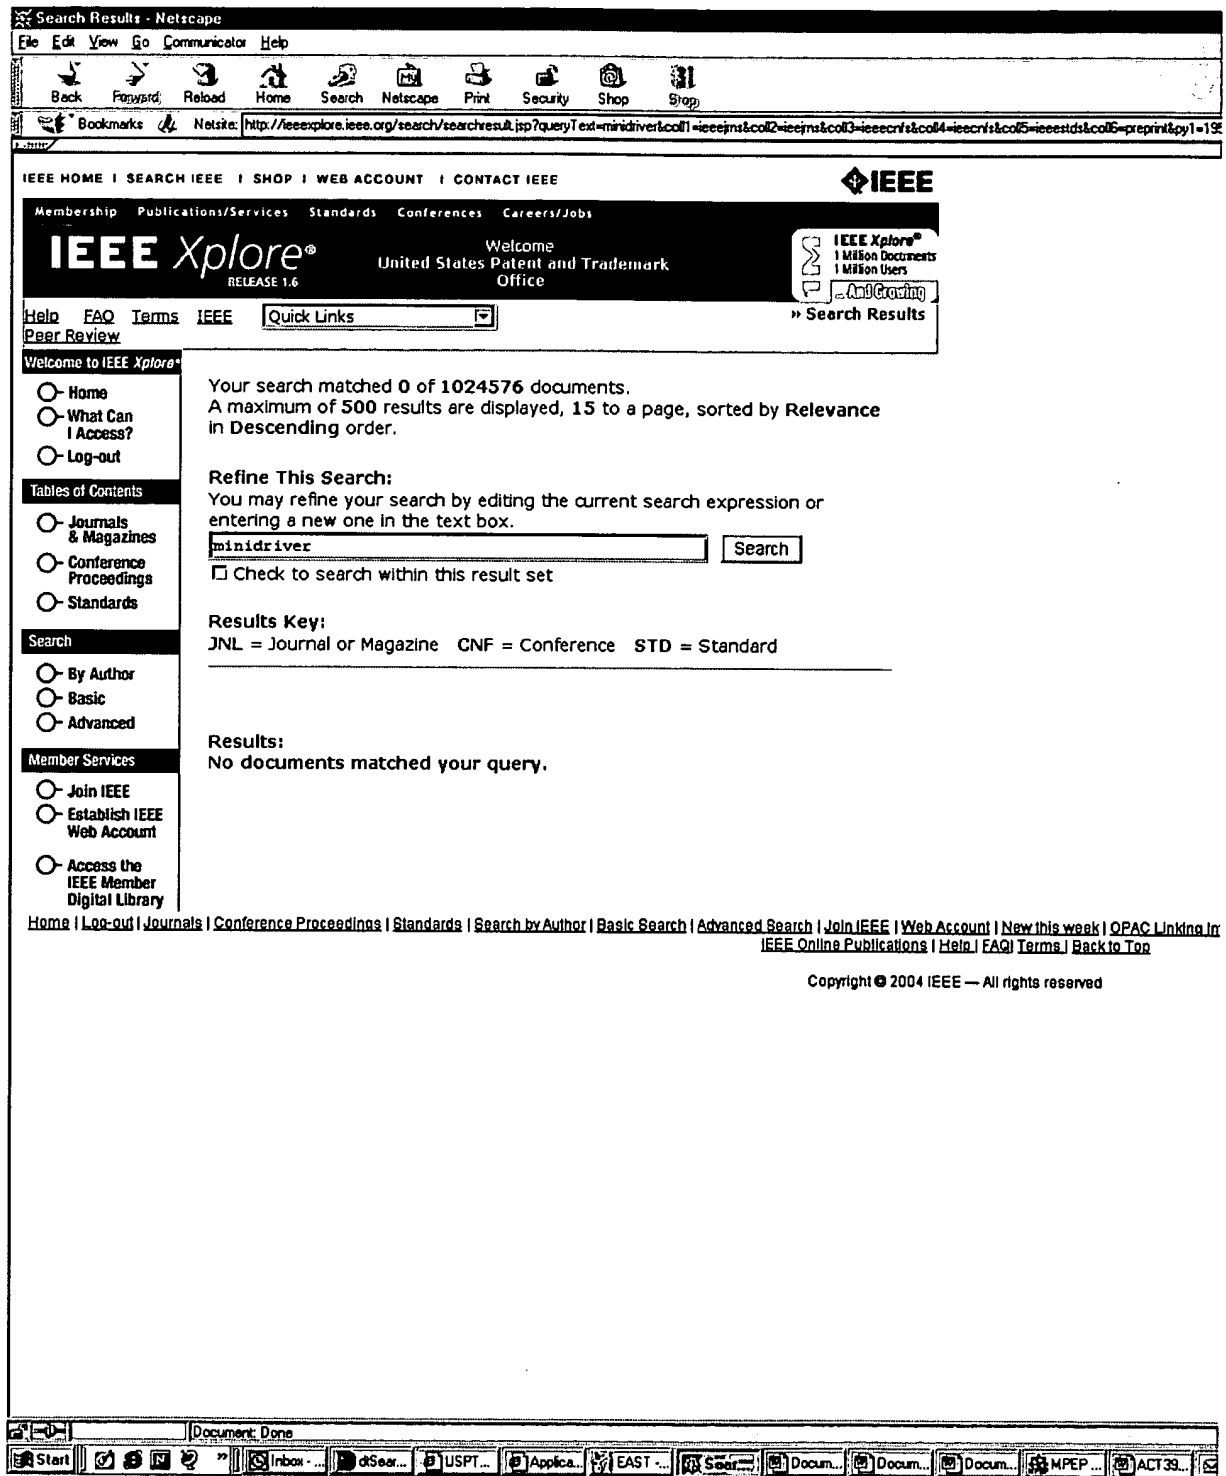 Search Results - Netscape
File Edit View Go Communicator Help
Back Forward Reload Home Search Netscape Print Security Shop Stop
Bookmarks Netsite: http://ieeexplore.ieee.org/search/searchresult.jsp?queryText=minidriver&coll1=ieeejrns&coll2=ieejrns&coll3=ieeecnfs&coll4=ieecnfs&coll5=ieeestds&coll6=preprint&py1=195
IEEE HOME | SEARCH IEEE | SHOP | WEB ACCOUNT | CONTACT IEEE
IEEE
Membership Publications/Services Standards Conferences Careers/Jobs
IEEE Xplore®
RELEASE 1.6
Welcome
United States Patent and Trademark
Office
IEEE Xplore®
1 Million Documents
1 Million Users
... And Growing
Help FAQ Terms IEEE
Peer Review
Quick Links
» Search Results
Welcome to IEEE Xplore®
Home
What Can
I Access?
Log-out
Tables of Contents
Journals
& Magazines
Conference
Proceedings
Standards
Search
By Author
Basic
Advanced
Member Services
Join IEEE
Establish IEEE
Web Account
Access the
IEEE Member
Digital Library
Your search matched 0 of 1024576 documents.
A maximum of 500 results are displayed, 15 to a page, sorted by Relevance
in Descending order.
Refine This Search:
You may refine your search by editing the current search expression or
entering a new one in the text box.
minidriver Search
Check to search within this result set
Results Key:
JNL = Journal or Magazine CNF = Conference STD = Standard
Results:
No documents matched your query.
Home | Log-out | Journals | Conference Proceedings | Standards | Search by Author | Basic Search | Advanced Search | Join IEEE | Web Account | New this week | OPAC Linking In
IEEE Online Publications | Help | FAQ| Terms | Back to Top
Copyright © 2004 IEEE — All rights reserved
Document: Done
Start » Inbox - ... dtSear... USPT... Applica... EAST -... Sear... Docum... Docum... Docum... MPEP ... ACT39...